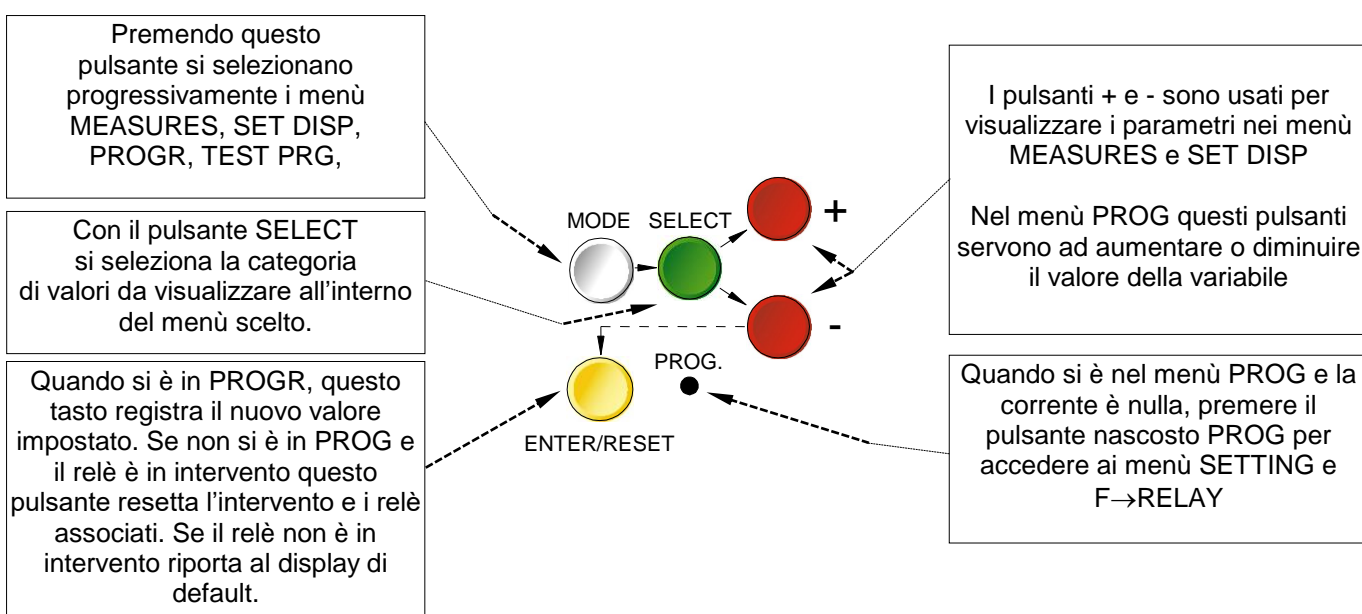 Premendo questo
pulsante si selezionano
progressivamente i menù
MEASURES, SET DISP,
PROGR, TEST PRG,
Con il pulsante SELECT
si seleziona la categoria
di valori da visualizzare all'interno
del menù scelto.
Quando si è in PROGR, questo
tasto registra il nuovo valore
impostato. Se non si è in PROG e
il relè è in intervento questo
pulsante resetta l'intervento e i relè
associati. Se il relè non è in
intervento riporta al display di
default.
MODE SELECT
+
-
PROG.
ENTER/RESET
I pulsanti + e - sono usati per
visualizzare i parametri nei menù
MEASURES e SET DISP
Nel menù PROG questi pulsanti
servono ad aumentare o diminuire
il valore della variabile
Quando si è nel menù PROG e la
corrente è nulla, premere il
pulsante nascosto PROG per
accedere ai menù SETTING e
F→RELAY